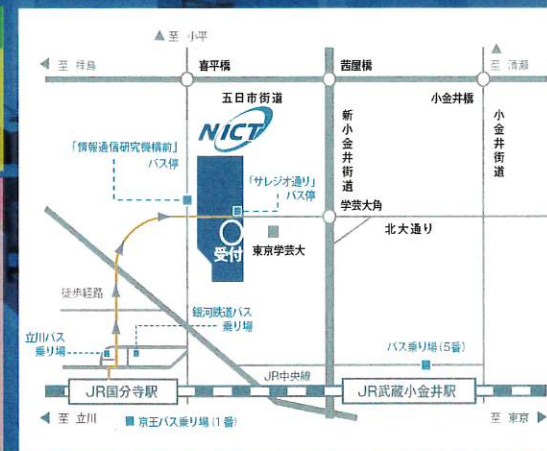 至 小平
至 拝島
喜平橋
茜屋橋
至 清瀬
五日市街道
小金井橋
NICT
新小金井街道
小金井街道
「情報通信研究機構前」
バス停
「サレジオ通り」
バス停
学芸大角
北大通り
受付
東京学芸大
徒歩経路
銀河鉄道バス
乗り場
立川バス
乗り場
バス乗り場(5番)
JR中央線
JR国分寺駅
JR武蔵小金井駅
至 立川
京王バス乗り場(1番)
至 東京